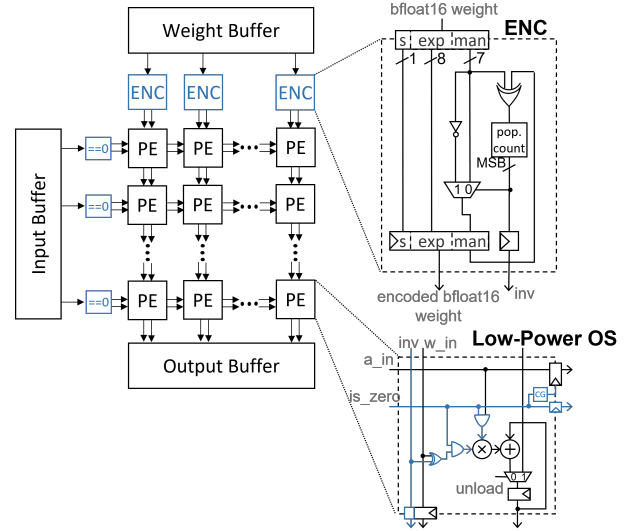 Weight Buffer
ENC ENC ENC
Input Buffer
==0 PE PE PE
==0 PE PE PE
==0 PE PE PE
Output Buffer
bfloat16 weight
ENC
s exp man
1 8 7
pop.
count
MSB
1 0
s exp man
encoded bfloat16
weight
inv
Low-Power OS
inv w_in
a_in
is_zero
CG
× +
0 1
unload